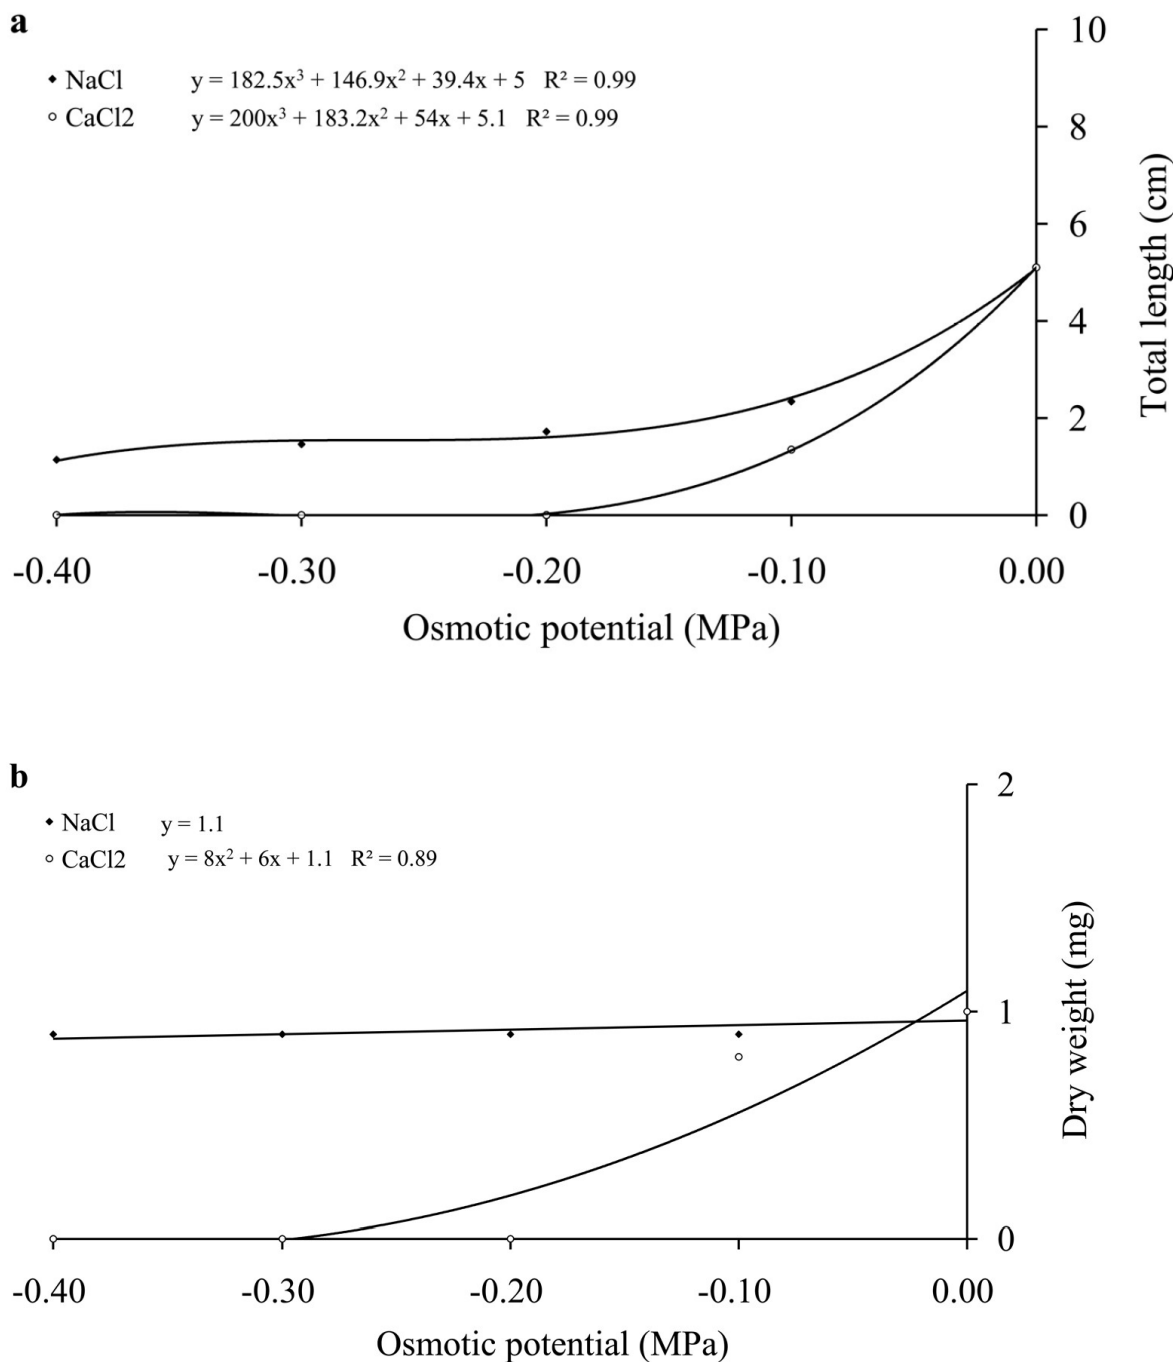 a
NaCl y = 182.5x³ + 146.9x² + 39.4x + 5 R² = 0.99
CaCl2 y = 200x³ + 183.2x² + 54x + 5.1 R² = 0.99
10
8
6
4
2
0
Total length (cm)
-0.40 -0.30 -0.20 -0.10 0.00
Osmotic potential (MPa)
b
NaCl y = 1.1
CaCl2 y = 8x² + 6x + 1.1 R² = 0.89
2
1
0
Dry weight (mg)
-0.40 -0.30 -0.20 -0.10 0.00
Osmotic potential (MPa)